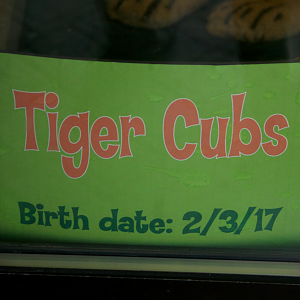 Tiger Cubs
Birth date: 2/3/17